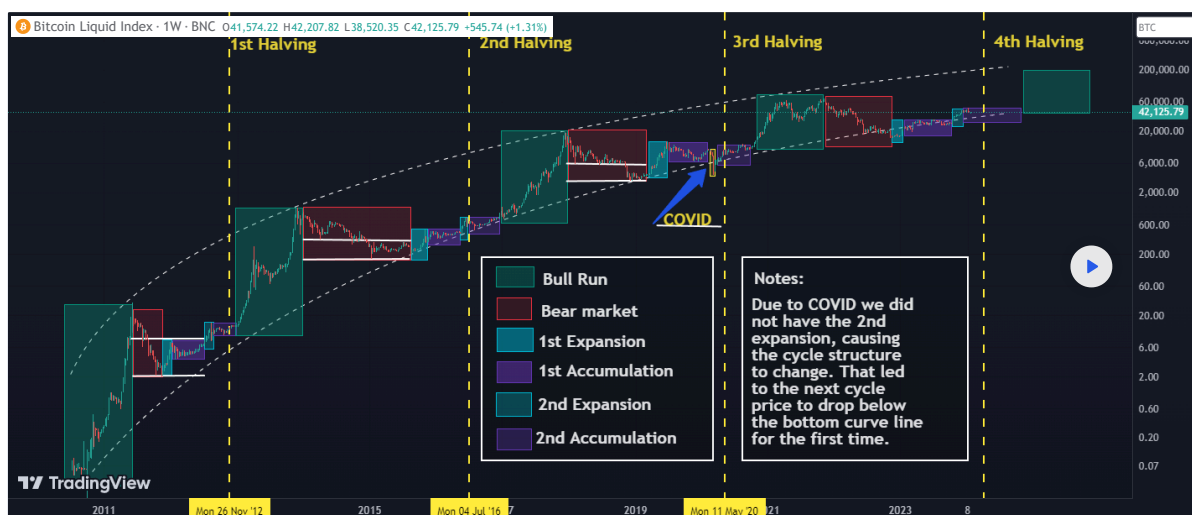 Bitcoin Liquid Index · 1W · BNC O41,574.22 H42,207.82 L38,520.35 C42,125.79 +545.74 (+1.31%)
BTC
1st Halving
2nd Halving
3rd Halving
4th Halving
200,000.00
60,000.00
42,125.79
20,000.00
6,000.00
2,000.00
600.00
200.00
60.00
20.00
6.00
2.00
0.60
0.20
0.07
COVID
Bull Run
Bear market
1st Expansion
1st Accumulation
2nd Expansion
2nd Accumulation
Notes:
Due to COVID we did
not have the 2nd
expansion, causing
the cycle structure
to change. That led
to the next cycle
price to drop below
the bottom curve line
for the first time.
TradingView
2011
Mon 26 Nov '12
2015
Mon 04 Jul '16
2019
Mon 11 May '20
2023
8